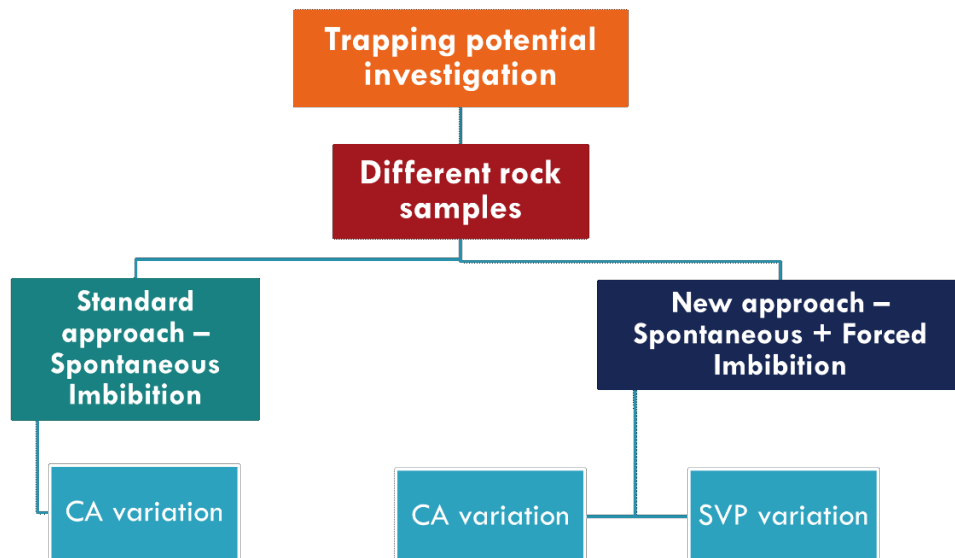 Trapping potential
investigation
Different rock
samples
Standard
approach –
Spontaneous
Imbibition
New approach –
Spontaneous + Forced
Imbibition
CA variation
CA variation
SVP variation